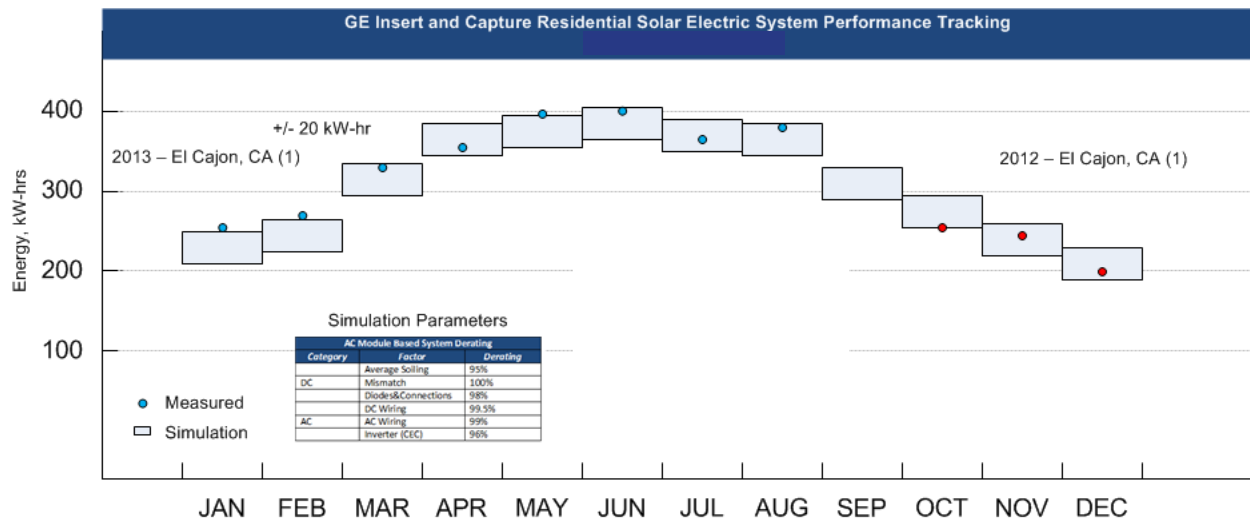 GE Insert and Capture Residential Solar Electric System Performance Tracking
400
+/- 20 kW-hr
2013 – El Cajon, CA (1)
2012 – El Cajon, CA (1)
300
Energy, kW-hrs
200
Simulation Parameters
AC Module Based System Derating
Category Factor Derating
Average Soiling 95%
DC Mismatch 100%
Diodes&Connections 98%
DC Wiring 99.5%
AC AC Wiring 99%
Inverter (CEC) 96%
100
Measured
Simulation
JAN FEB MAR APR MAY JUN JUL AUG SEP OCT NOV DEC